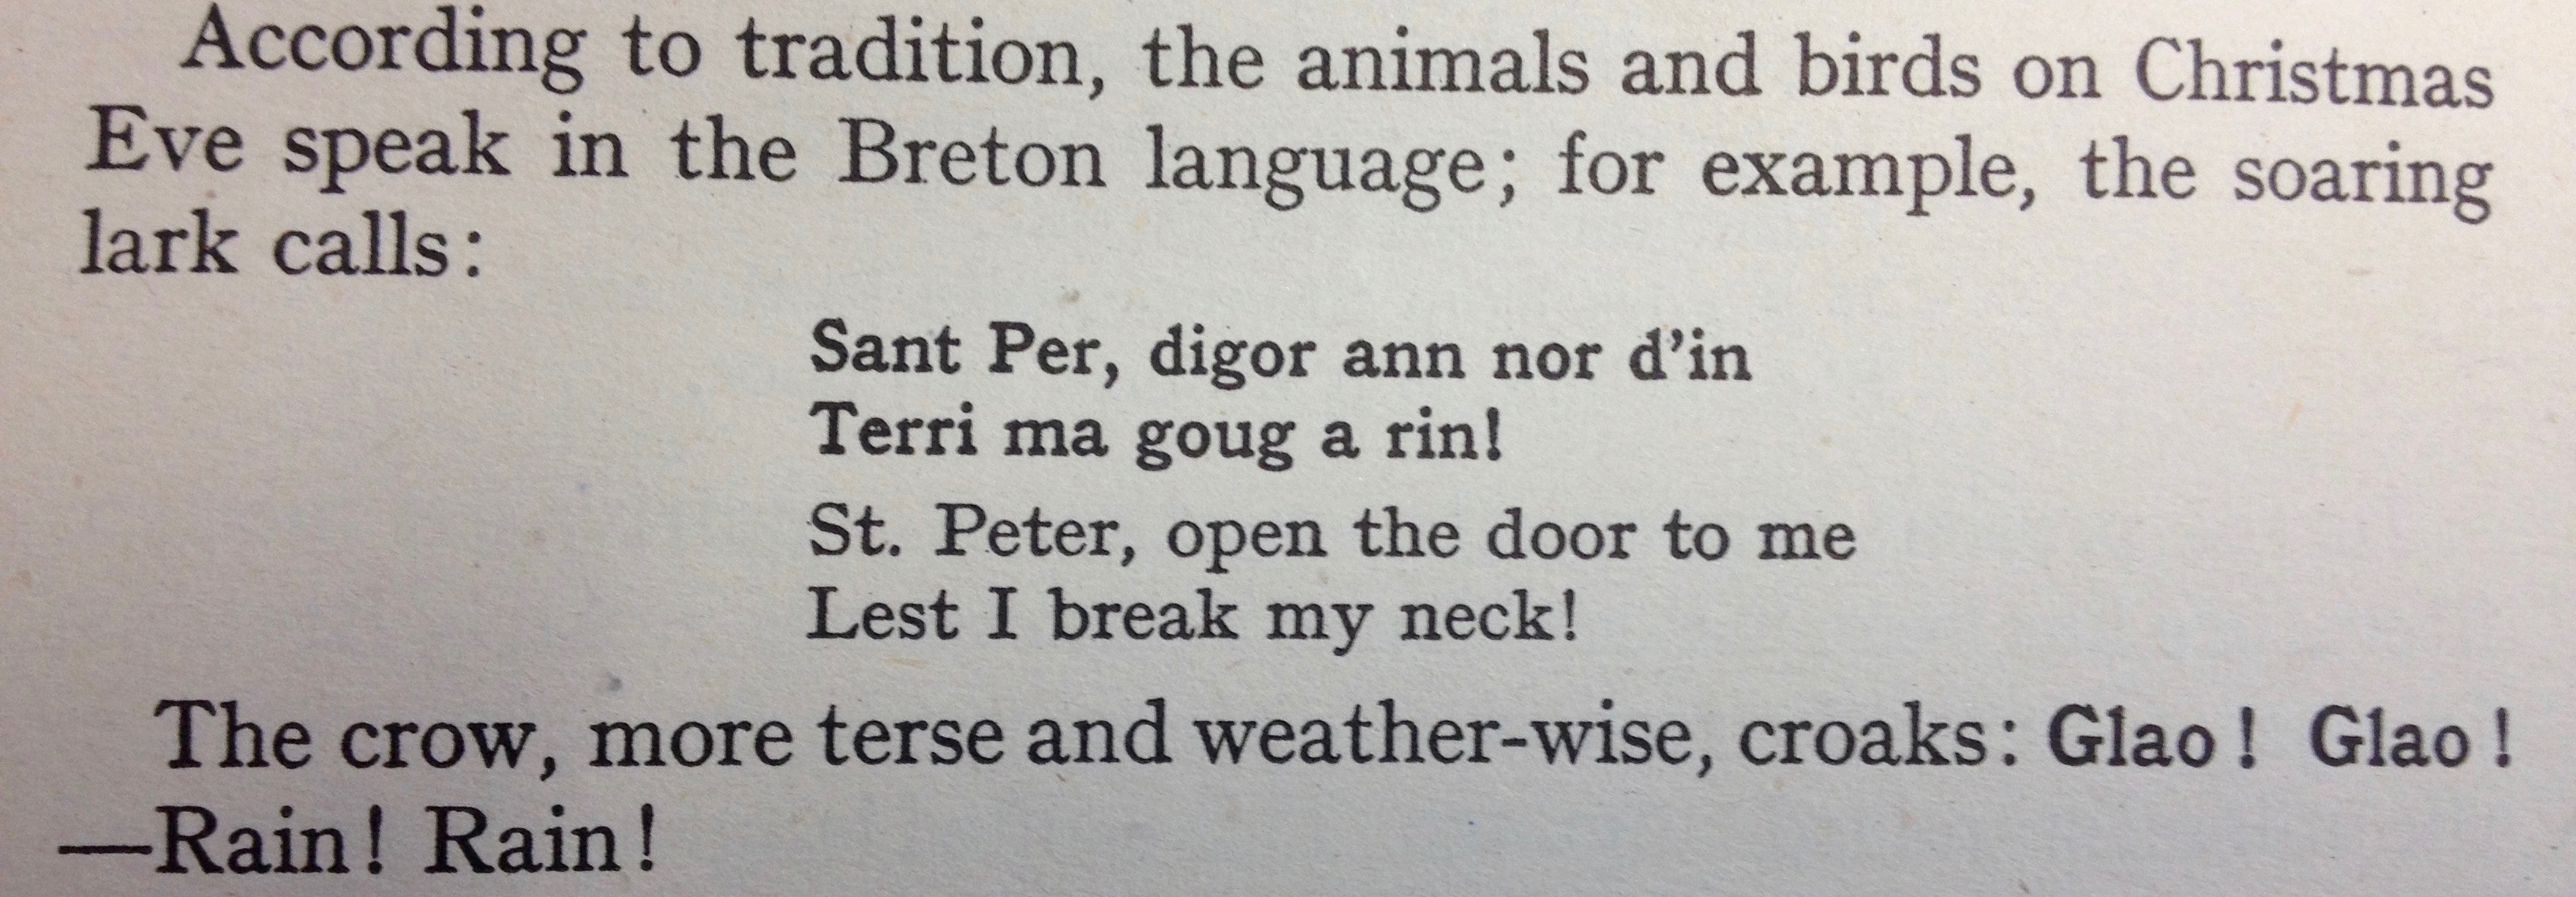 According to tradition, the animals and birds on Christmas
Eve speak in the Breton language; for example, the soaring
lark calls:
Sant Per, digor ann nor d'in
Terri ma goug a rin!
St. Peter, open the door to me
Lest I break my neck!
The crow, more terse and weather-wise, croaks: Glao! Glao!
—Rain! Rain!